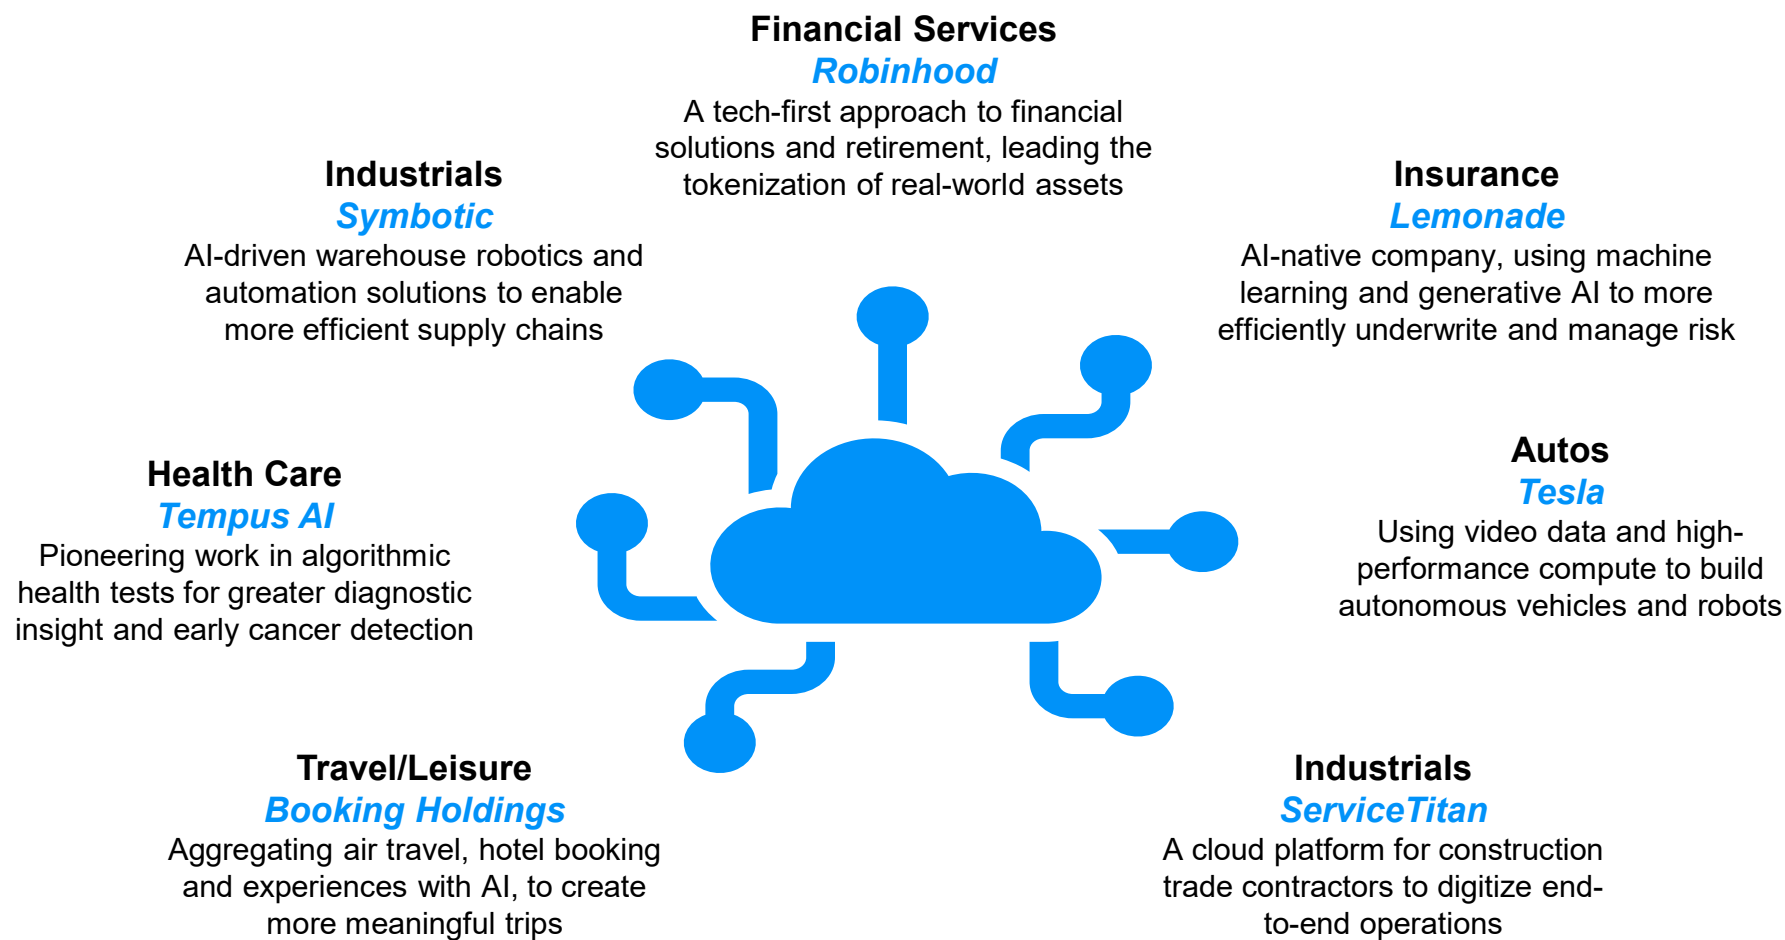 Financial Services
Robinhood
A tech-first approach to financial
solutions and retirement, leading the
tokenization of real-world assets
Industrials
Symbotic
AI-driven warehouse robotics and
automation solutions to enable
more efficient supply chains
Insurance
Lemonade
AI-native company, using machine
learning and generative AI to more
efficiently underwrite and manage risk
Health Care
Tempus AI
Pioneering work in algorithmic
health tests for greater diagnostic
insight and early cancer detection
Autos
Tesla
Using video data and high-
performance compute to build
autonomous vehicles and robots
Travel/Leisure
Booking Holdings
Aggregating air travel, hotel booking
and experiences with AI, to create
more meaningful trips
Industrials
ServiceTitan
A cloud platform for construction
trade contractors to digitize end-
to-end operations